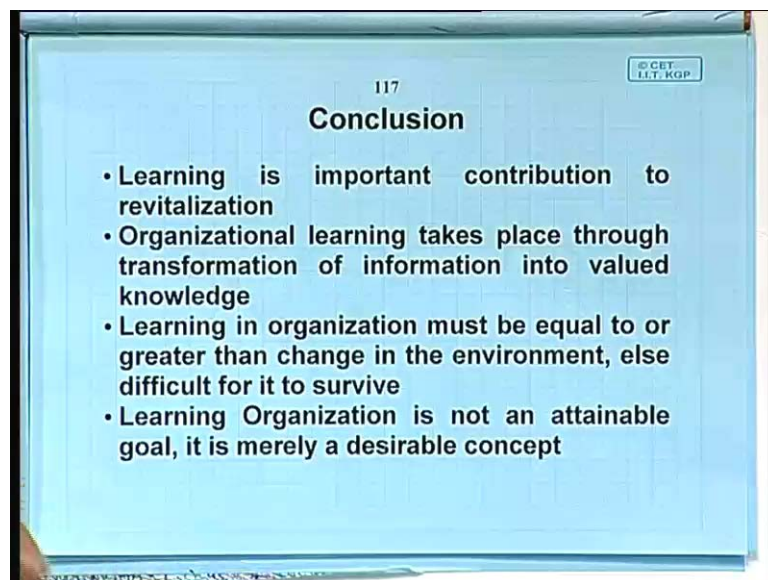 © CET
I.I.T. KGP
117
Conclusion
• Learning is important contribution to
revitalization
• Organizational learning takes place through
transformation of information into valued
knowledge
• Learning in organization must be equal to or
greater than change in the environment, else
difficult for it to survive
• Learning Organization is not an attainable
goal, it is merely a desirable concept